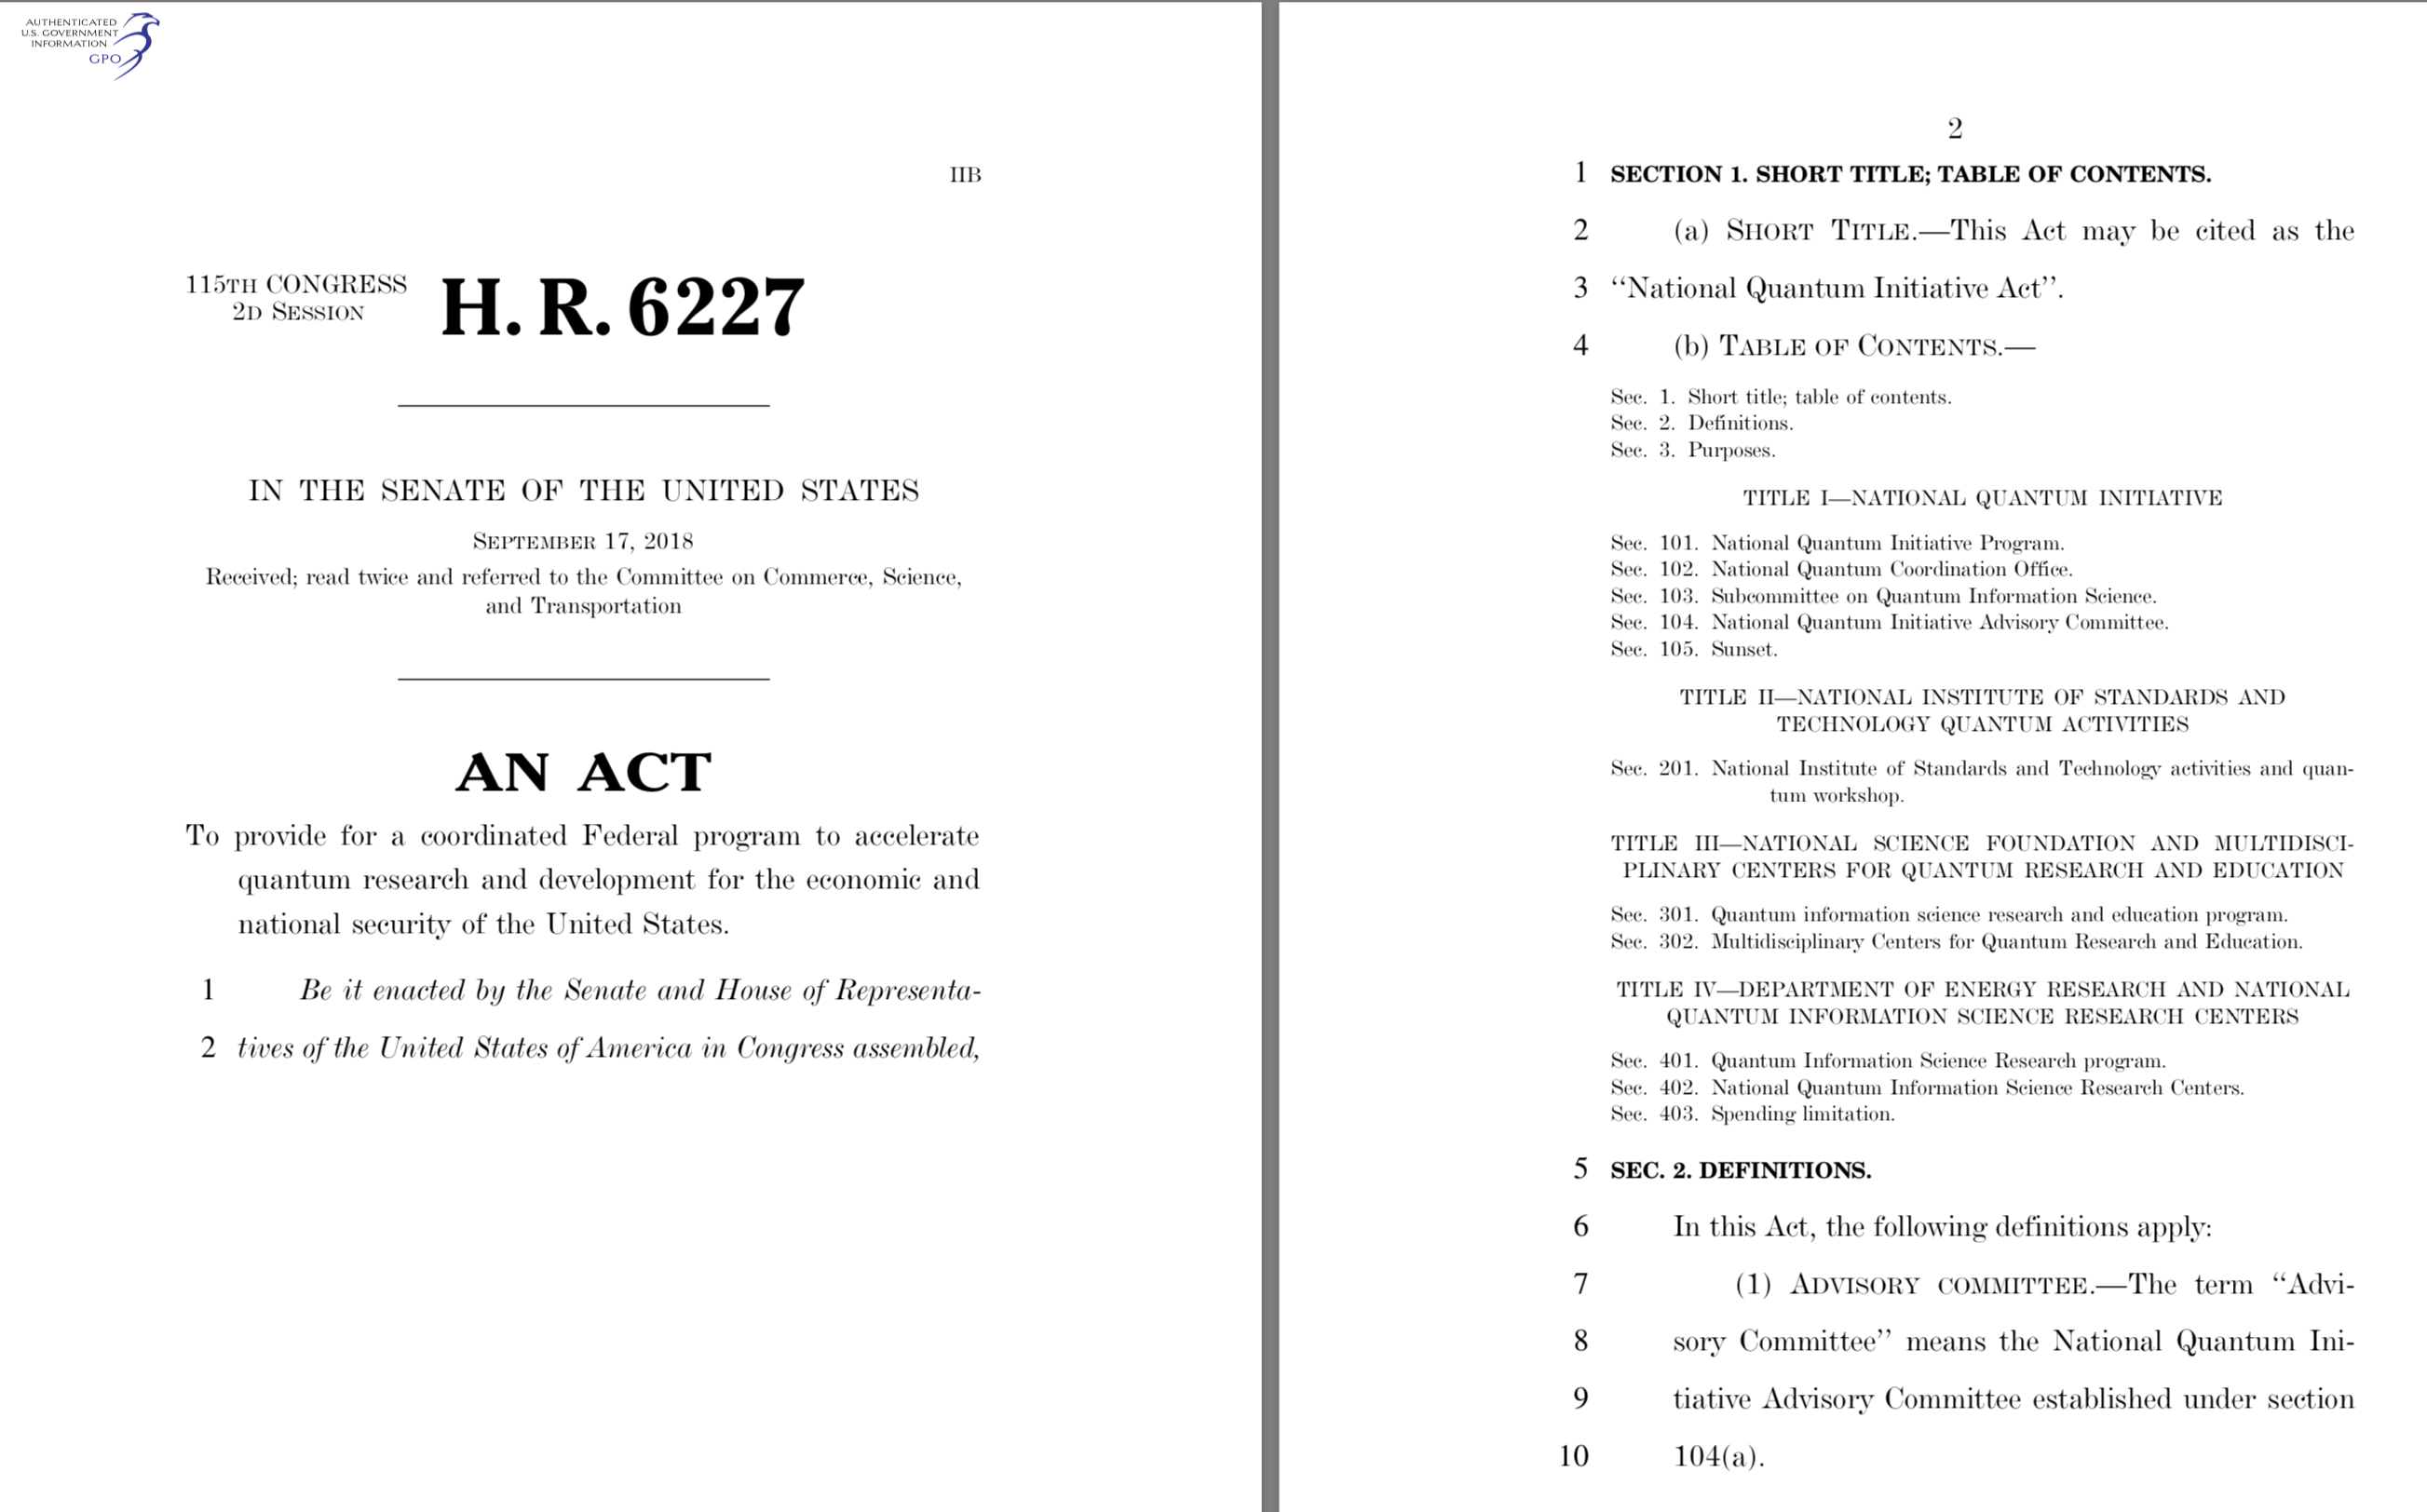 AUTHENTICATED
U.S. GOVERNMENT
INFORMATION
GPO
IIB
115TH CONGRESS
2D SESSION
H. R. 6227
IN THE SENATE OF THE UNITED STATES
SEPTEMBER 17, 2018
Received; read twice and referred to the Committee on Commerce, Science,
and Transportation
AN ACT
To provide for a coordinated Federal program to accelerate
quantum research and development for the economic and
national security of the United States.
1 Be it enacted by the Senate and House of Representa-
2 tives of the United States of America in Congress assembled,
2
1 SECTION 1. SHORT TITLE; TABLE OF CONTENTS.
2 (a) SHORT TITLE.—This Act may be cited as the
3 ‘‘National Quantum Initiative Act’’.
4 (b) TABLE OF CONTENTS.—
Sec. 1. Short title; table of contents.
Sec. 2. Definitions.
Sec. 3. Purposes.
TITLE I—NATIONAL QUANTUM INITIATIVE
Sec. 101. National Quantum Initiative Program.
Sec. 102. National Quantum Coordination Office.
Sec. 103. Subcommittee on Quantum Information Science.
Sec. 104. National Quantum Initiative Advisory Committee.
Sec. 105. Sunset.
TITLE II—NATIONAL INSTITUTE OF STANDARDS AND
TECHNOLOGY QUANTUM ACTIVITIES
Sec. 201. National Institute of Standards and Technology activities and quan-
tum workshop.
TITLE III—NATIONAL SCIENCE FOUNDATION AND MULTIDISCI-
PLINARY CENTERS FOR QUANTUM RESEARCH AND EDUCATION
Sec. 301. Quantum information science research and education program.
Sec. 302. Multidisciplinary Centers for Quantum Research and Education.
TITLE IV—DEPARTMENT OF ENERGY RESEARCH AND NATIONAL
QUANTUM INFORMATION SCIENCE RESEARCH CENTERS
Sec. 401. Quantum Information Science Research program.
Sec. 402. National Quantum Information Science Research Centers.
Sec. 403. Spending limitation.
5 SEC. 2. DEFINITIONS.
6 In this Act, the following definitions apply:
7 (1) ADVISORY COMMITTEE.—The term ‘‘Advi-
8 sory Committee’’ means the National Quantum Ini-
9 tiative Advisory Committee established under section
10 104(a).